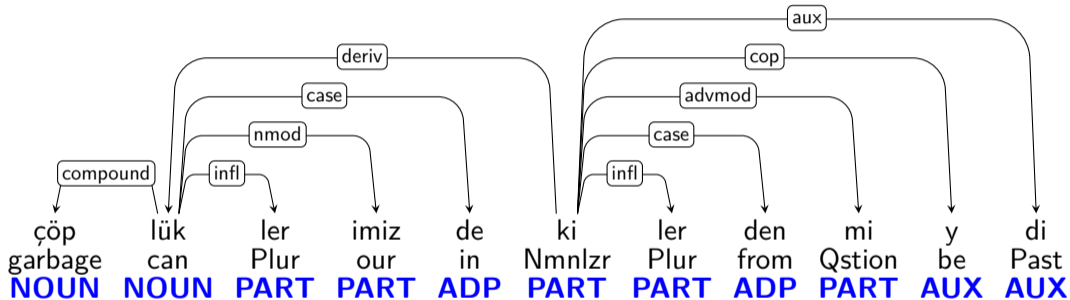 aux
deriv cop
case advmod
nmod case
compound infl infl
çöp lük ler imiz de ki ler den mi y di
garbage can Plur our in Nmnlzr Plur from Qstion be Past
NOUN NOUN PART PART ADP PART PART ADP PART AUX AUX